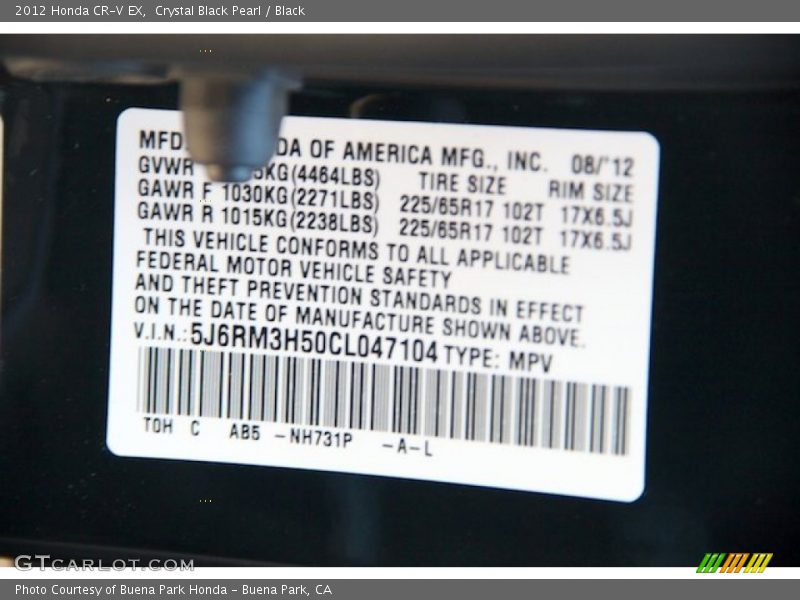 2012 Honda CR-V EX, Crystal Black Pearl / Black
MFD DA OF AMERICA MFG., INC. 08/'12
GVWR 5KG(4464LBS) TIRE SIZE RIM SIZE
GAWR F 1030KG(2271LBS) 225/65R17 102T 17X6.5J
GAWR R 1015KG(2238LBS) 225/65R17 102T 17X6.5J
THIS VEHICLE CONFORMS TO ALL APPLICABLE
FEDERAL MOTOR VEHICLE SAFETY
AND THEFT PREVENTION STANDARDS IN EFFECT
ON THE DATE OF MANUFACTURE SHOWN ABOVE.
V.I.N.:5J6RM3H50CL047104 TYPE: MPV
TOH C AB5 -NH731P -A-L
GTCARLOT.COM
Photo Courtesy of Buena Park Honda - Buena Park, CA